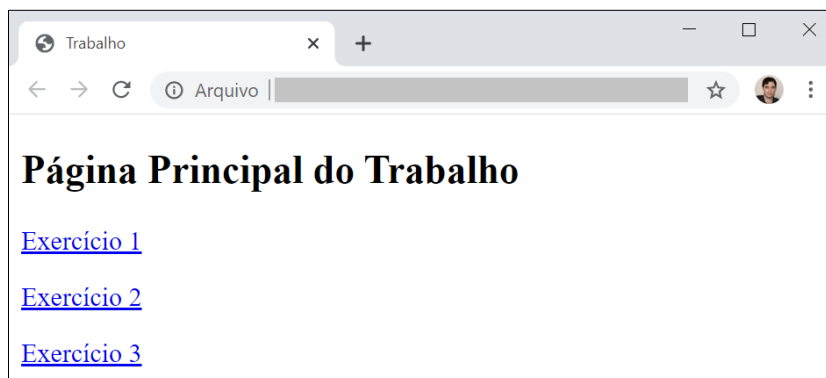 Trabalho
Arquivo
Página Principal do Trabalho
Exercício 1
Exercício 2
Exercício 3